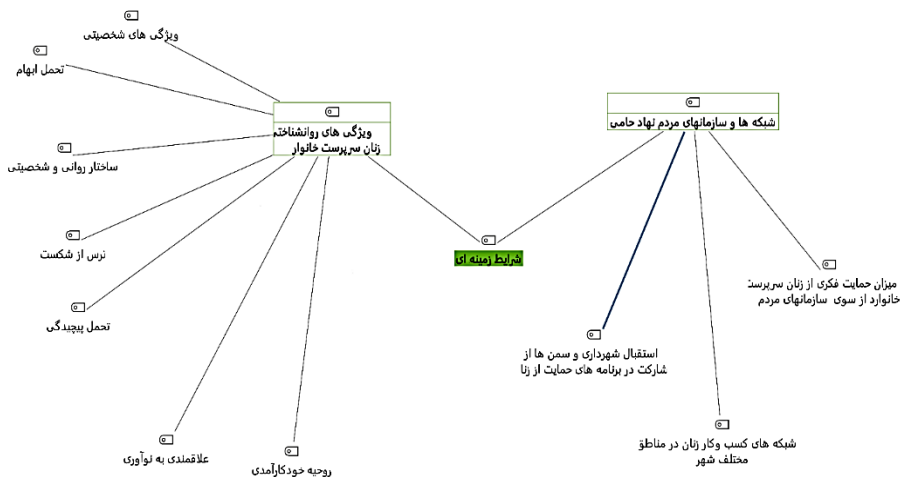 ویژگی های شخصیتی
تحمل ابهام
ساختار روانی و شخصیتی
ترس از شکست
تحمل پیچیدگی
علاقمندی به نوآوری
روحیه خودکارآمدی
ویژگی های روانشناختی
زنان سرپرست خانوار
شرایط زمینه ای
شبکه ها و سازمانهای مردم نهاد حامی
میزان حمایت فکری از زنان سرپرست
خانوارد از سوی سازمانهای مردم
استقبال شهرداری و سمن ها از
شارکت در برنامه های حمایت از زنا
شبکه های کسب وکار زنان در مناطق
مختلف شهر